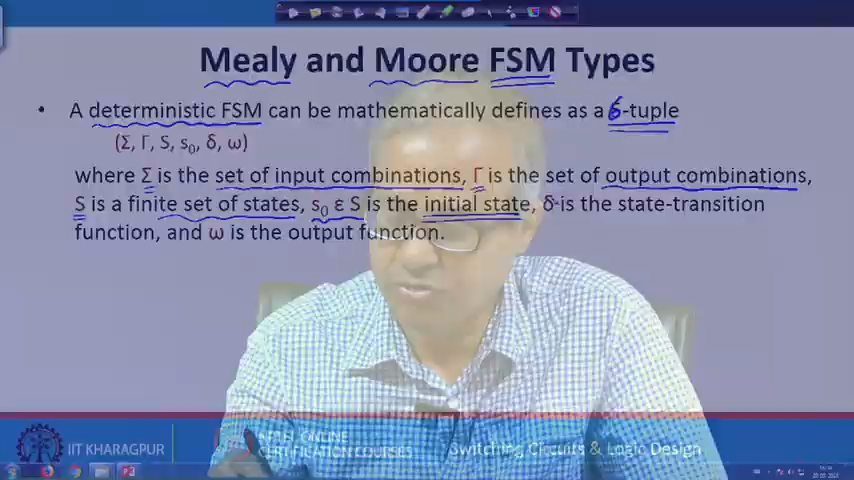 Mealy and Moore FSM Types
• A deterministic FSM can be mathematically defines as a 6-tuple
(Σ, Γ, S, s₀, δ, ω)
where Σ is the set of input combinations, Γ is the set of output combinations,
S is a finite set of states, s₀ ε S is the initial state, δ is the state-transition
function, and ω is the output function.
IIT KHARAGPUR
NPTEL ONLINE
CERTIFICATION COURSES
Switching Circuits & Logic Design